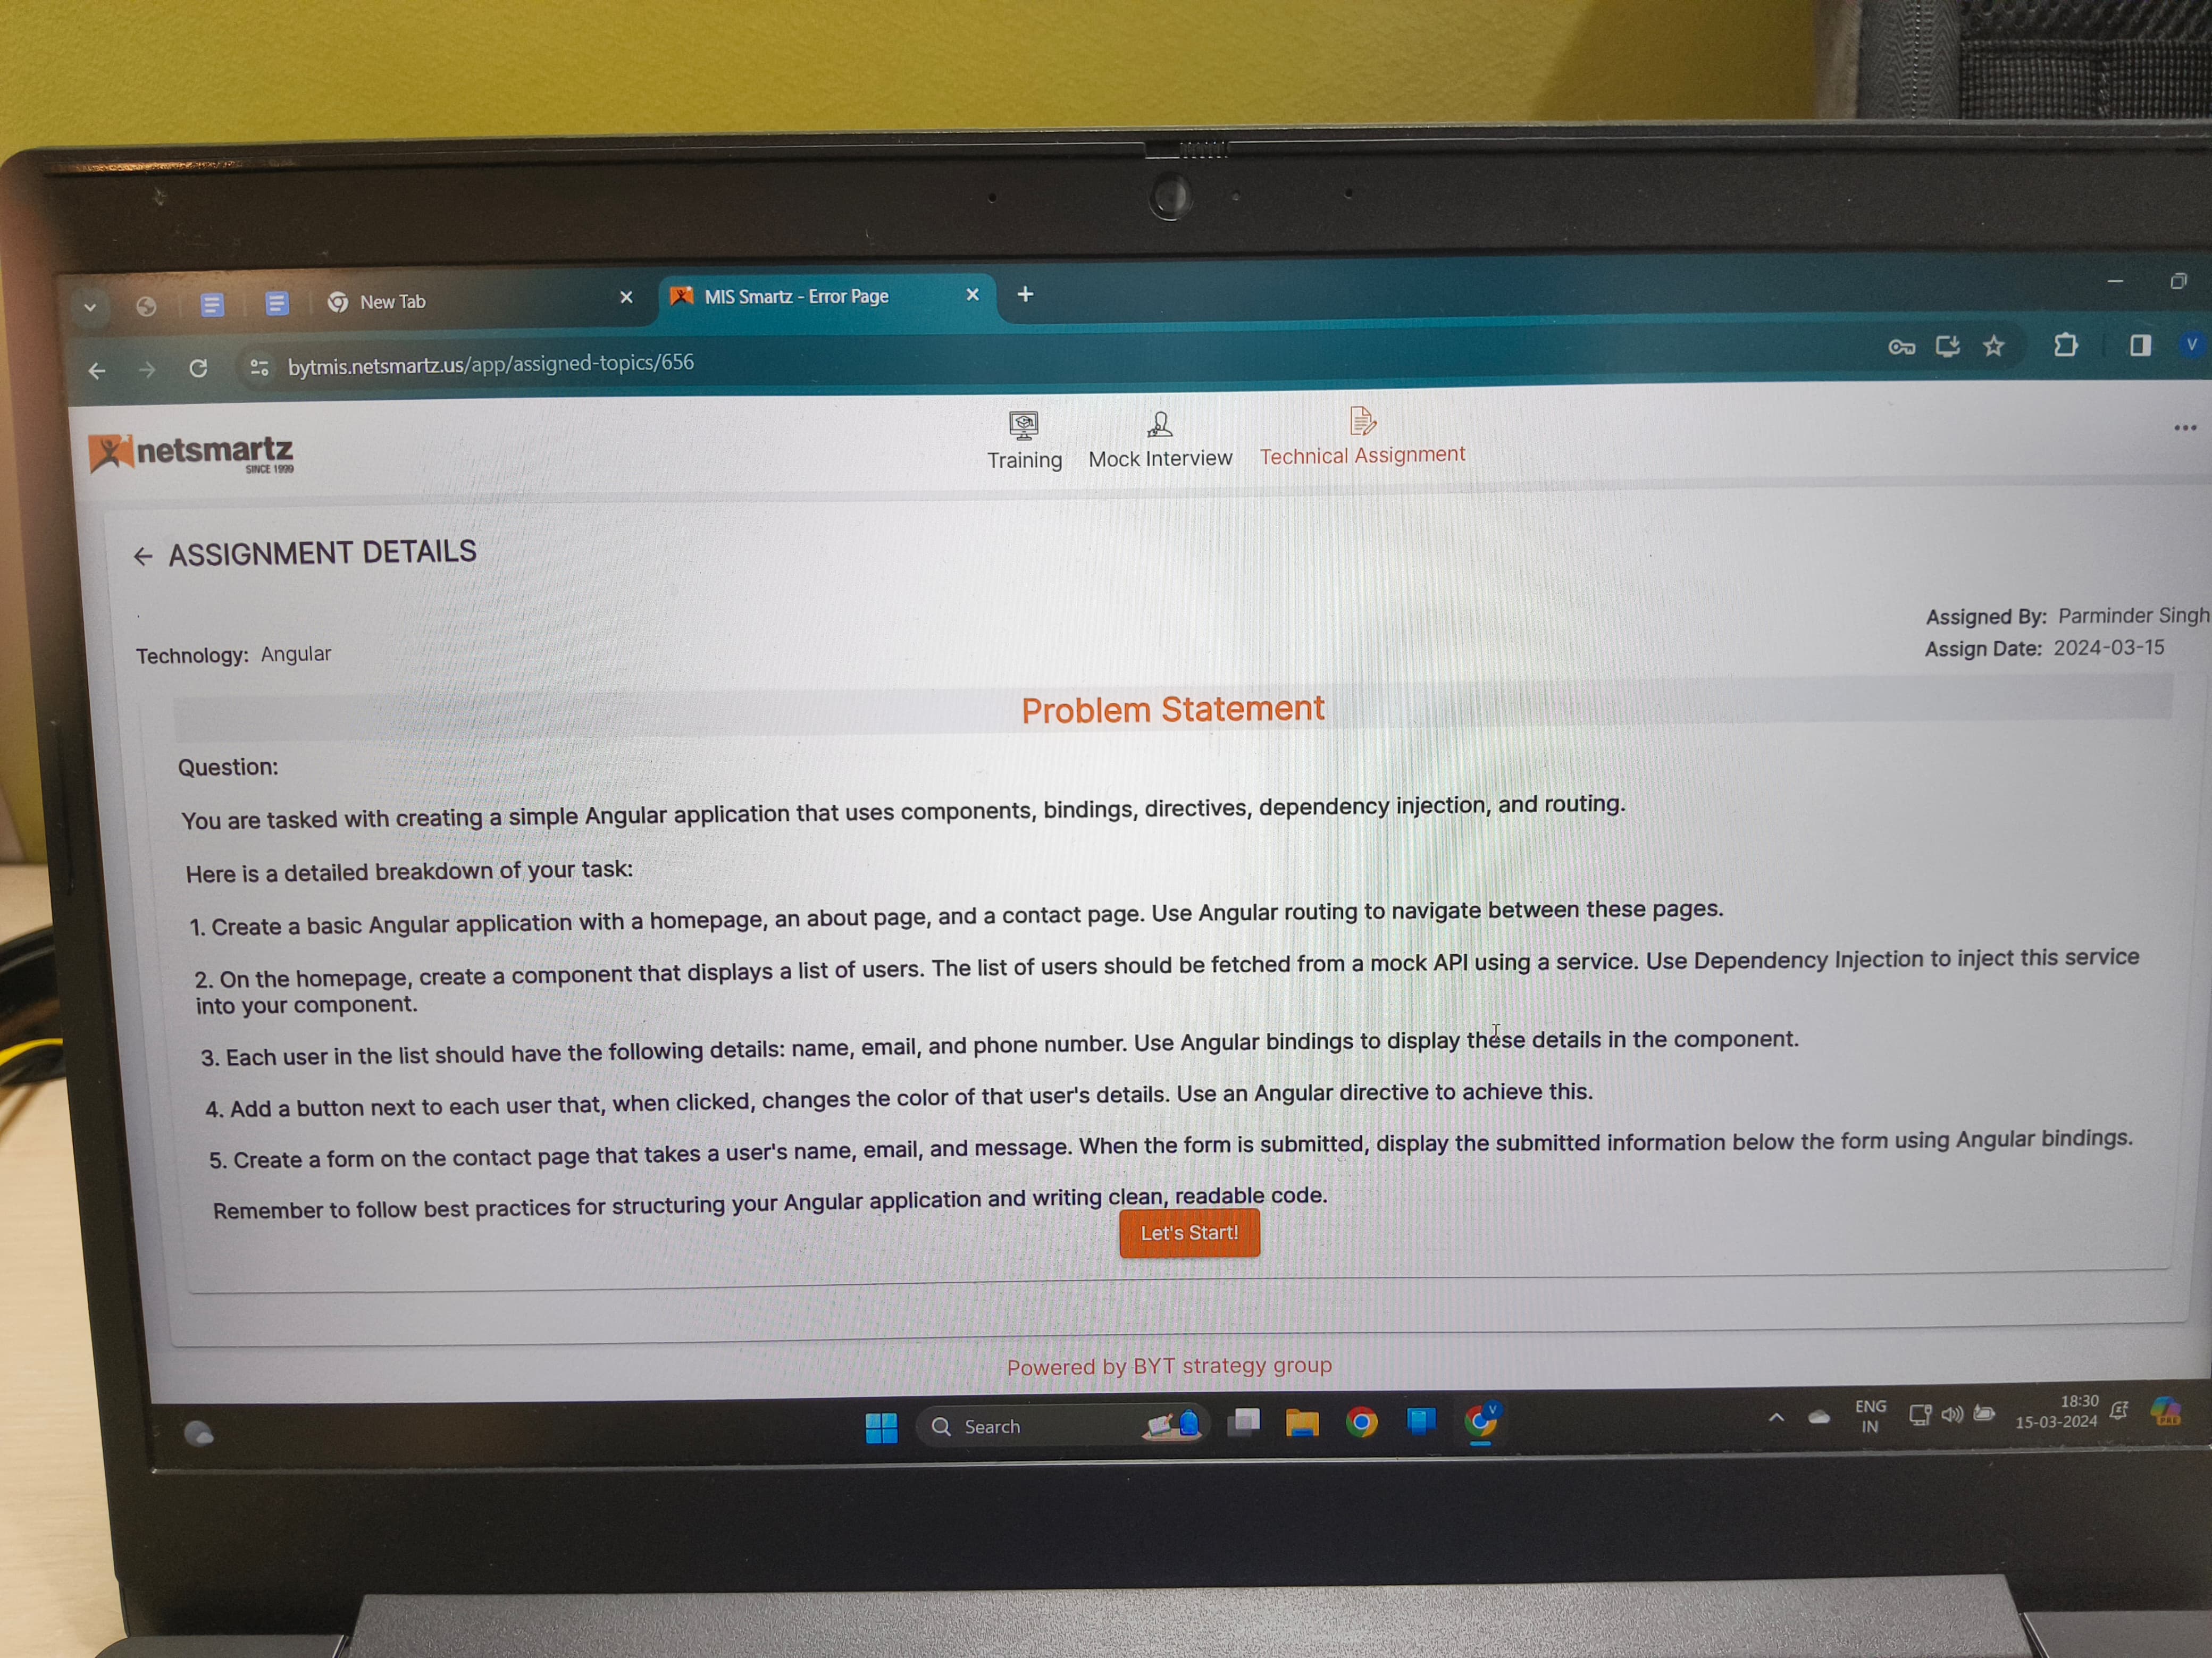 New Tab
MIS Smartz - Error Page
bytmis.netsmartz.us/app/assigned-topics/656
V
netsmartz
SINCE 1999
Training
Mock Interview
Technical Assignment
ASSIGNMENT DETAILS
Assigned By: Parminder Singh
Technology: Angular
Assign Date: 2024-03-15
Problem Statement
Question:
You are tasked with creating a simple Angular application that uses components, bindings, directives, dependency injection, and routing.
Here is a detailed breakdown of your task:
1. Create a basic Angular application with a homepage, an about page, and a contact page. Use Angular routing to navigate between these pages.
2. On the homepage, create a component that displays a list of users. The list of users should be fetched from a mock API using a service. Use Dependency Injection to inject this service
into your component.
3. Each user in the list should have the following details: name, email, and phone number. Use Angular bindings to display these details in the component.
4. Add a button next to each user that, when clicked, changes the color of that user's details. Use an Angular directive to achieve this.
5. Create a form on the contact page that takes a user's name, email, and message. When the form is submitted, display the submitted information below the form using Angular bindings.
Remember to follow best practices for structuring your Angular application and writing clean, readable code.
Let's Start!
Powered by BYT strategy group
Search
V
ENG
IN
18:30
15-03-2024
PRE